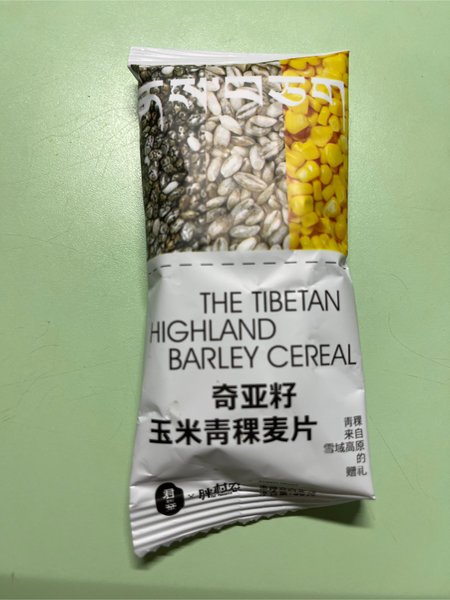 THE TIBETAN
HIGHLAND
BARLEY CEREAL
奇亚籽
玉米青稞麦片
青稞
来自
雪域高原
的
赠礼